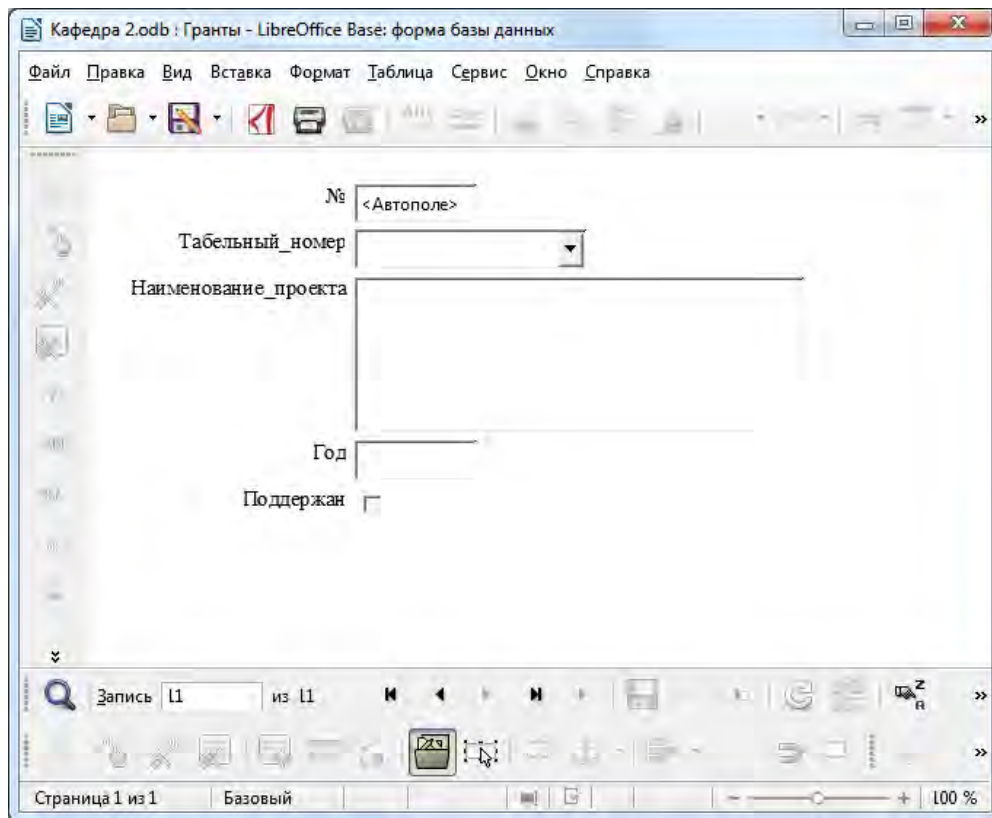 Кафедра 2.odb : Гранты - LibreOffice Base: форма базы данных
Файл Правка Вид Вставка Формат Таблица Сервис Окно Справка
№ <Автополе>
Табельный_номер
Наименование_проекта
Год
Поддержан
Запись 11 из 11
Страница 1 из 1 Базовый 100 %